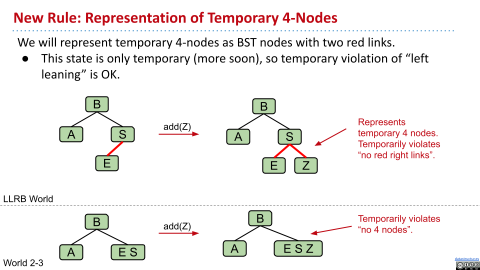 New Rule: Representation of Temporary 4-Nodes
We will represent temporary 4-nodes as BST nodes with two red links.
● This state is only temporary (more soon), so temporary violation of “left
leaning” is OK.
B
A
S
E
add(Z)
B
A
S
E
Z
Represents
temporary 4 nodes.
Temporarily violates
“no red right links”.
LLRB World
B
A
E S
add(Z)
B
A
E S Z
Temporarily violates
“no 4 nodes”.
World 2-3